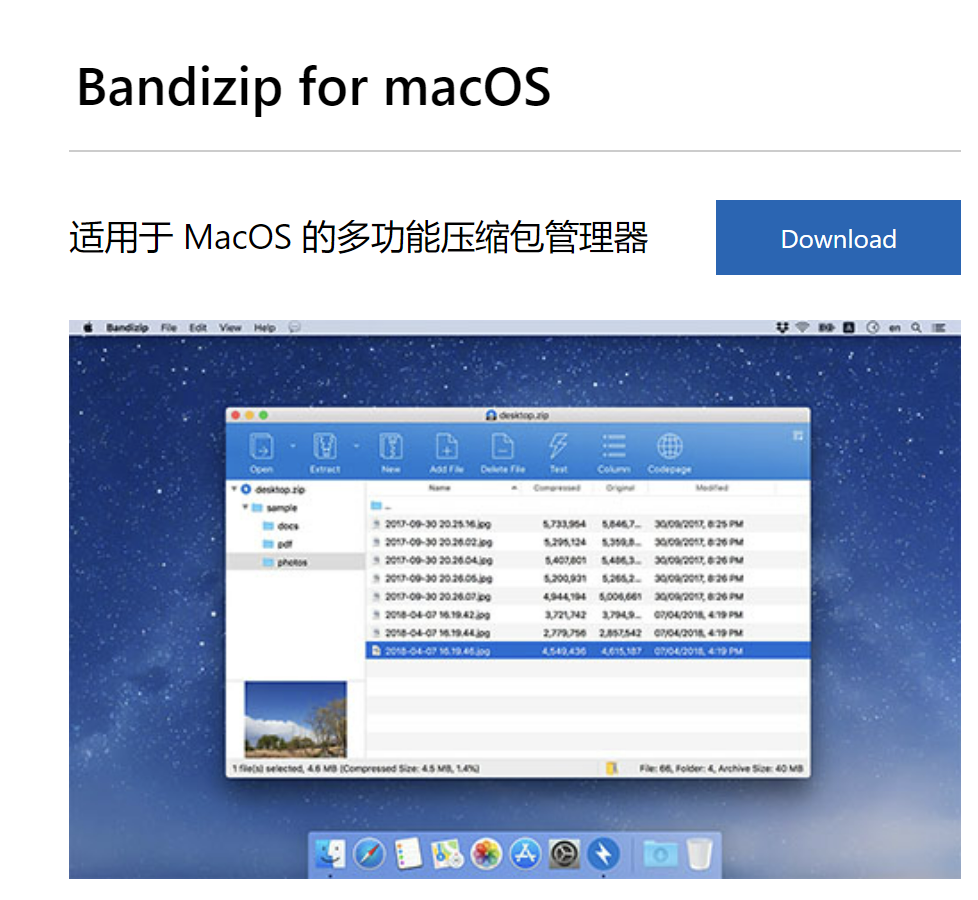 Bandizip for macOS
适用于 MacOS 的多功能压缩包管理器
Download
Bandizip File Edit View Help
en
desktop.zip
Open Extract New Add File Delete File Test Column Codepage
Name Compressed Original Modified
desktop.zip
sample
docs
pdf
photos
..
2017-09-30 20.25.16.jpg 5,733,954 5,846,7... 30/09/2017, 8:25 PM
2017-09-30 20.26.02.jpg 5,295,124 5,359,8... 30/09/2017, 8:26 PM
2017-09-30 20.26.04.jpg 5,407,801 5,486,3... 30/09/2017, 8:26 PM
2017-09-30 20.26.05.jpg 5,200,931 5,265,2... 30/09/2017, 8:26 PM
2017-09-30 20.26.07.jpg 4,944,194 5,006,661 30/09/2017, 8:26 PM
2018-04-07 16.19.42.jpg 3,721,742 3,794,9... 07/04/2018, 4:19 PM
2018-04-07 16.19.44.jpg 2,779,756 2,857,542 07/04/2018, 4:19 PM
2018-04-07 16.19.46.jpg 4,549,436 4,615,187 07/04/2018, 4:19 PM
1 file(s) selected, 4.6 MB (Compressed Size: 4.5 MB, 1.4%)
File: 66, Folder: 4, Archive Size: 40 MB